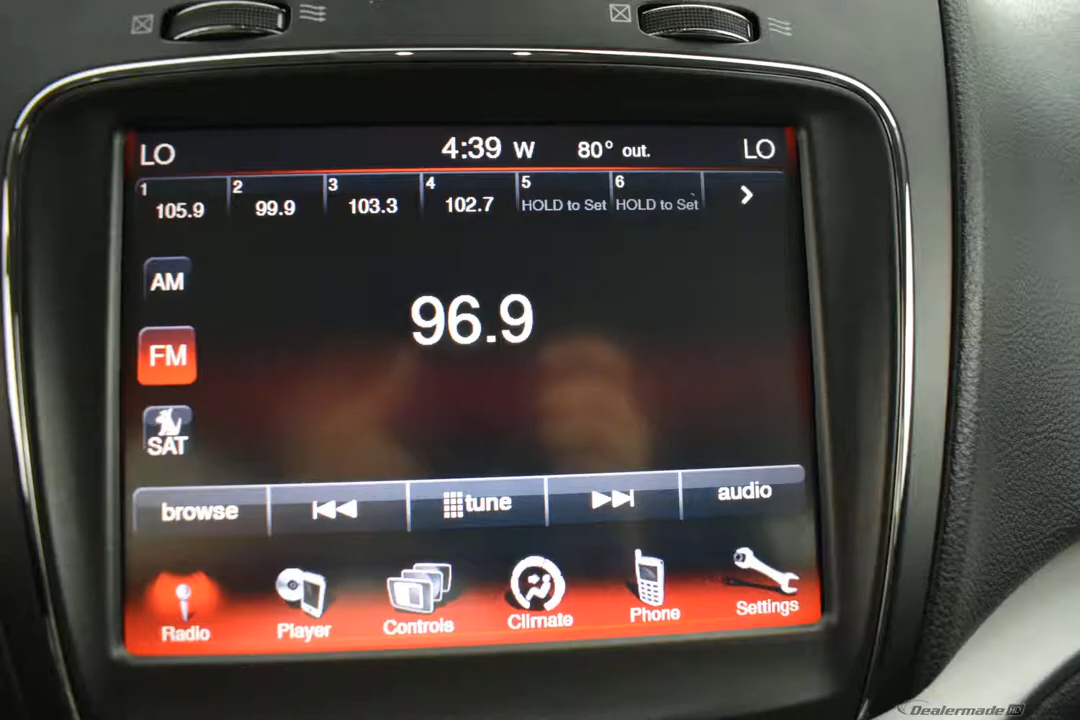 LO 4:39 W 80° out. LO
1 2 3 4 5 6
105.9 99.9 103.3 102.7 HOLD to Set HOLD to Set
AM
96.9
FM
SAT
browse tune audio
Radio Player Controls Climate Phone Settings
Dealermade HD